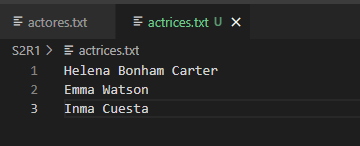 actores.txt actrices.txt U
S2R1 > actrices.txt
1 Helena Bonham Carter
2 Emma Watson
3 Inma Cuesta